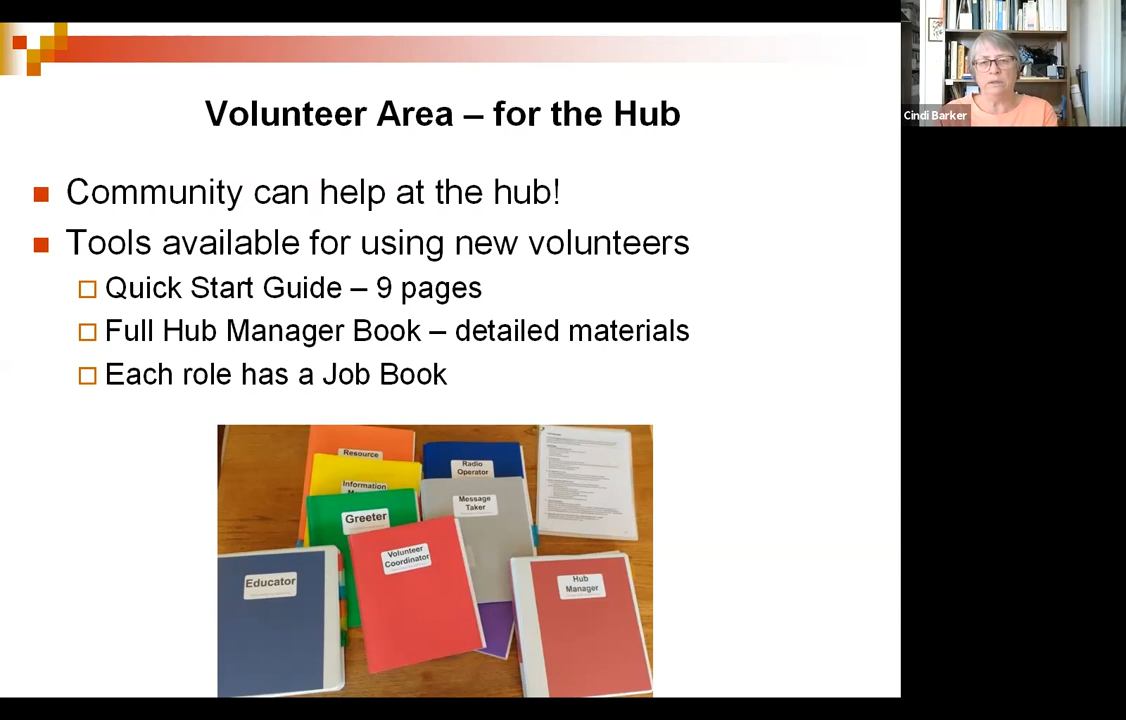 Volunteer Area – for the Hub
Cindi Barker
Community can help at the hub!
Tools available for using new volunteers
Quick Start Guide – 9 pages
Full Hub Manager Book – detailed materials
Each role has a Job Book
Resource
Radio
Operator
Information
Message
Taker
Greeter
Volunteer
Coordinator
Educator
Hub
Manager